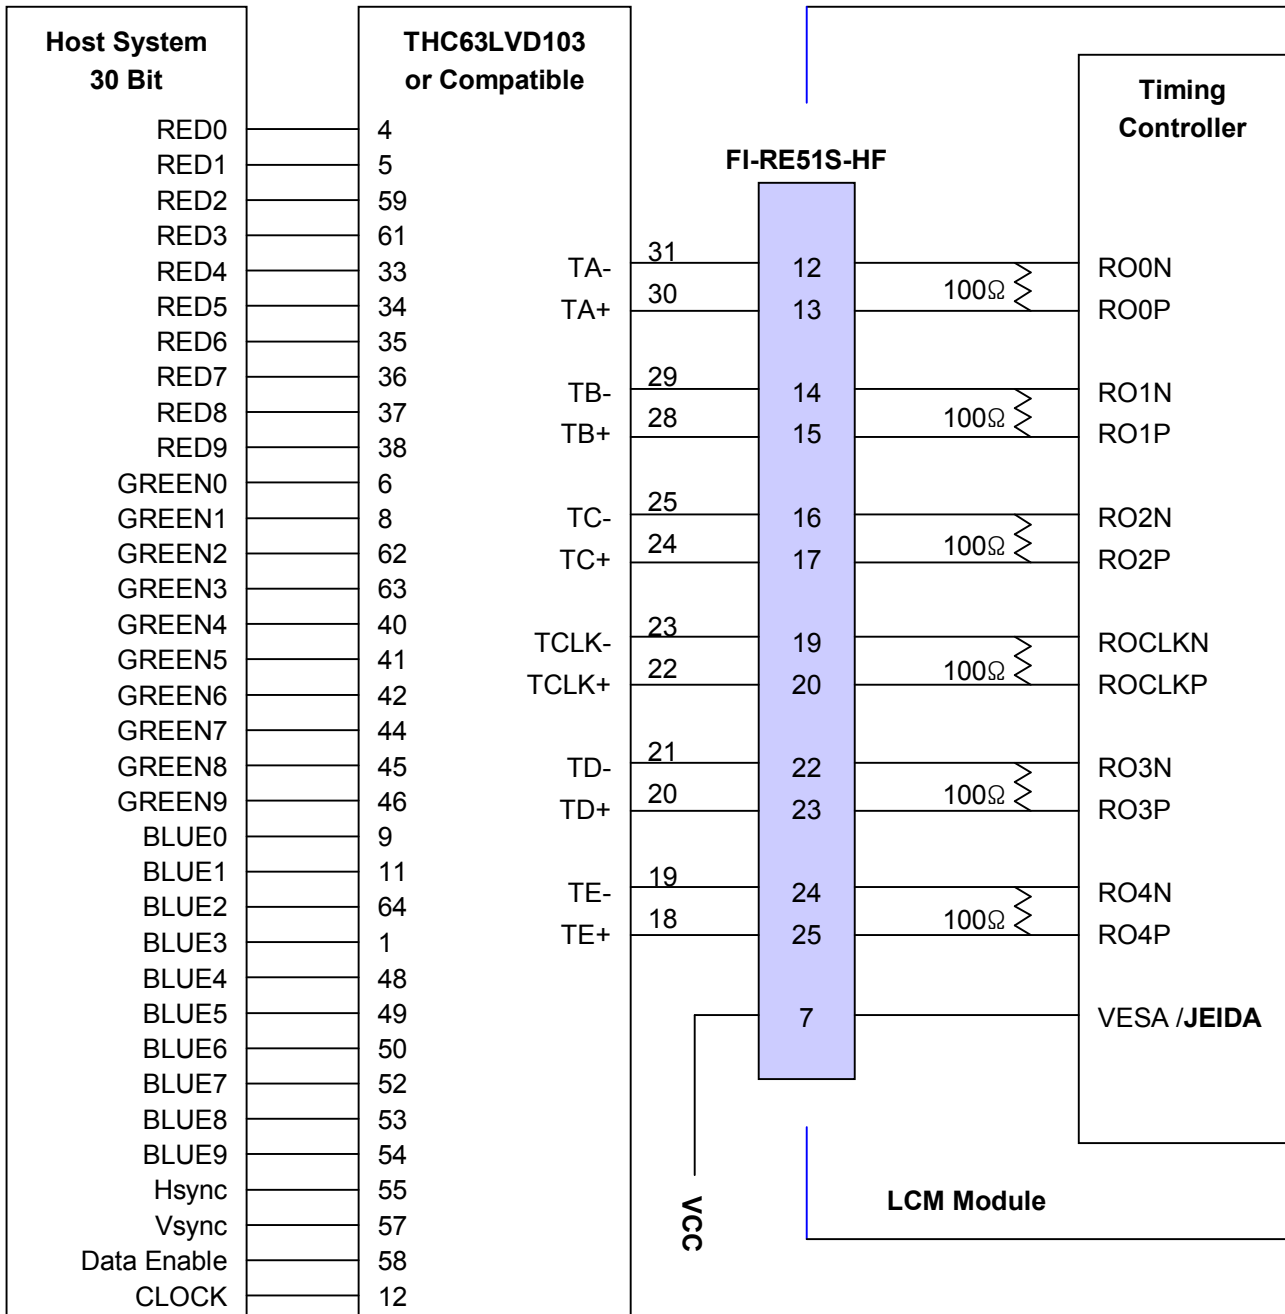 Host System
30 Bit
THC63LVD103
or Compatible
Timing
Controller
FI-RE51S-HF
RED0 4
RED1 5
RED2 59
RED3 61
RED4 33
RED5 34
RED6 35
RED7 36
RED8 37
RED9 38
GREEN0 6
GREEN1 8
GREEN2 62
GREEN3 63
GREEN4 40
GREEN5 41
GREEN6 42
GREEN7 44
GREEN8 45
GREEN9 46
BLUE0 9
BLUE1 11
BLUE2 64
BLUE3 1
BLUE4 48
BLUE5 49
BLUE6 50
BLUE7 52
BLUE8 53
BLUE9 54
Hsync 55
Vsync 57
Data Enable 58
CLOCK 12
TA- 31 12 RO0N
100Ω
TA+ 30 13 RO0P
TB- 29 14 RO1N
100Ω
TB+ 28 15 RO1P
TC- 25 16 RO2N
100Ω
TC+ 24 17 RO2P
TCLK- 23 19 ROCLKN
100Ω
TCLK+ 22 20 ROCLKP
TD- 21 22 RO3N
100Ω
TD+ 20 23 RO3P
TE- 19 24 RO4N
100Ω
TE+ 18 25 RO4P
7 VESA /JEIDA
VCC
LCM Module